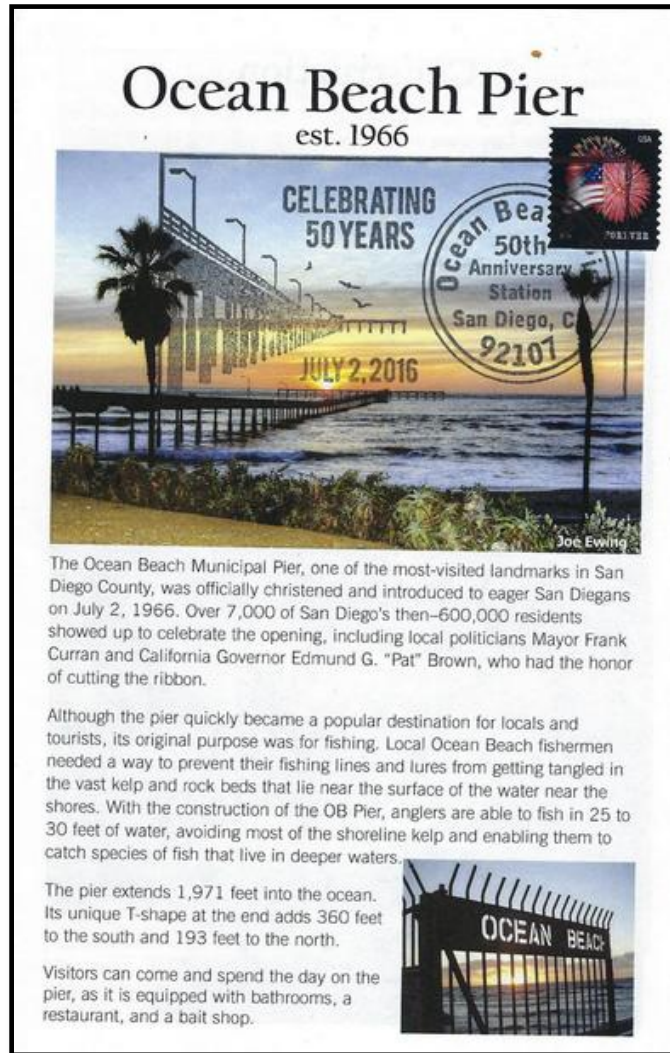 Ocean Beach Pier
est. 1966
USA
FOREVER
CELEBRATING
50 YEARS
JULY 2, 2016
Ocean Bea
50th
Anniversary
Station
San Diego, C
92107
Joe Ewing
The Ocean Beach Municipal Pier, one of the most-visited landmarks in San
Diego County, was officially christened and introduced to eager San Diegans
on July 2, 1966. Over 7,000 of San Diego's then–600,000 residents
showed up to celebrate the opening, including local politicians Mayor Frank
Curran and California Governor Edmund G. “Pat” Brown, who had the honor
of cutting the ribbon.
Although the pier quickly became a popular destination for locals and
tourists, its original purpose was for fishing. Local Ocean Beach fishermen
needed a way to prevent their fishing lines and lures from getting tangled in
the vast kelp and rock beds that lie near the surface of the water near the
shores. With the construction of the OB Pier, anglers are able to fish in 25 to
30 feet of water, avoiding most of the shoreline kelp and enabling them to
catch species of fish that live in deeper waters.
The pier extends 1,971 feet into the ocean.
Its unique T-shape at the end adds 360 feet
to the south and 193 feet to the north.
Visitors can come and spend the day on the
pier, as it is equipped with bathrooms, a
restaurant, and a bait shop.
OCEAN BEACH